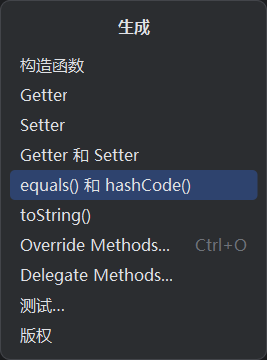 生成
构造函数
Getter
Setter
Getter 和 Setter
equals() 和 hashCode()
toString()
Override Methods... Ctrl+O
Delegate Methods...
测试...
版权